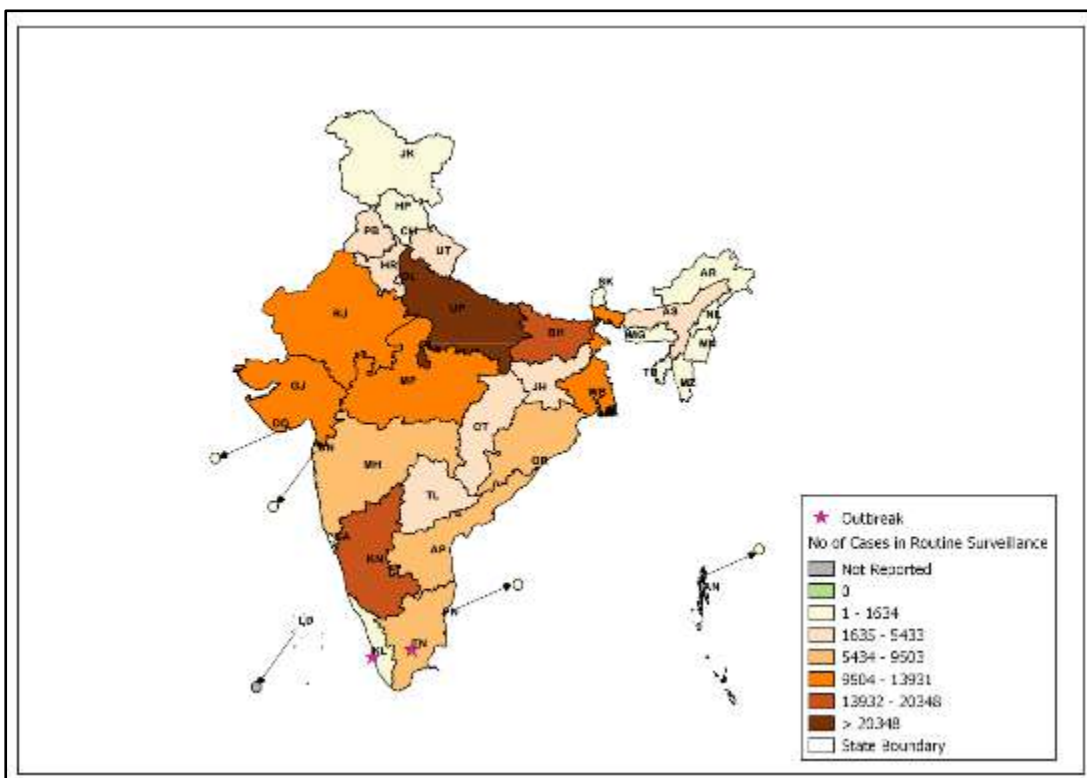 JK
HP
CH
PB
UT
HR
DL
SK
AR
RJ
UP
AS
NL
BH
MG
MN
TR
MZ
GJ
MP
JH
WB
DD
DN
CT
OR
MH
TL
GA
KN
AP
AN
PN
LD
KL
TN
Outbreak
No of Cases in Routine Surveillance
Not Reported
0
1 - 1634
1635 - 5433
5434 - 9503
9504 - 13931
13932 - 20348
> 20348
State Boundary